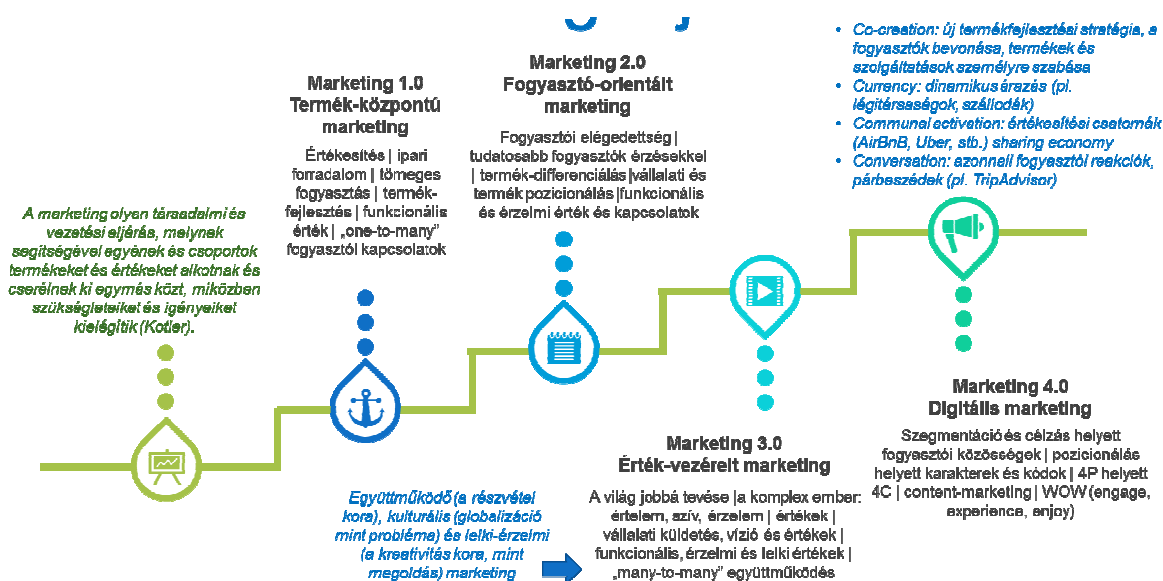 A marketing olyan társadalmi és
vezetési eljárás, melynek
segítségével egyének és csoportok
termékeket és értékeket alkotnak és
cserélnek ki egymás közt, miközben
szükségleteiket és igényeiket
kielégítik (Kotler).
Marketing 1.0
Termék-központú
marketing
Értékesítés | ipari
forradalom | tömeges
fogyasztás | termék-
fejlesztés | funkcionális
érték | „one-to-many”
fogyasztói kapcsolatok
Marketing 2.0
Fogyasztó-orientált
marketing
Fogyasztói elégedettség |
tudatosabb fogyasztók érzésekkel
| termék-differenciálás |vállalati és
termék pozicionálás |funkcionális
és érzelmi érték és kapcsolatok
Együttműködő (a részvétel
kora), kulturális (globalizáció
mint probléma) és lelki-érzelmi
(a kreativitás kora, mint
megoldás) marketing
Marketing 3.0
Érték-vezérelt marketing
A világ jobbá tevése |a komplex ember:
értelem, szív, érzelem | értékek |
vállalati küldetés, vízió és értékek |
funkcionális, érzelmi és lelki értékek |
„many-to-many” együttműködés
• Co-creation: új termékfejlesztési stratégia, a
fogyasztók bevonása, termékek és
szolgáltatások személyre szabása
• Currency: dinamikus árazás (pl.
légitársaságok, szállodák)
• Communal activation: értékesítési csatornák
(AirBnB, Uber, stb.) sharing economy
• Conversation: azonnali fogyasztói reakciók,
párbeszédek (pl. TripAdvisor)
Marketing 4.0
Digitális marketing
Szegmentáció és célzás helyett
fogyasztói közösségek | pozicionálás
helyett karakterek és kódok | 4P helyett
4C | content-marketing | WOW (engage,
experience, enjoy)